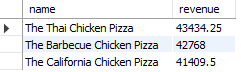 name revenue
The Thai Chicken Pizza 43434.25
The Barbecue Chicken Pizza 42768
The California Chicken Pizza 41409.5